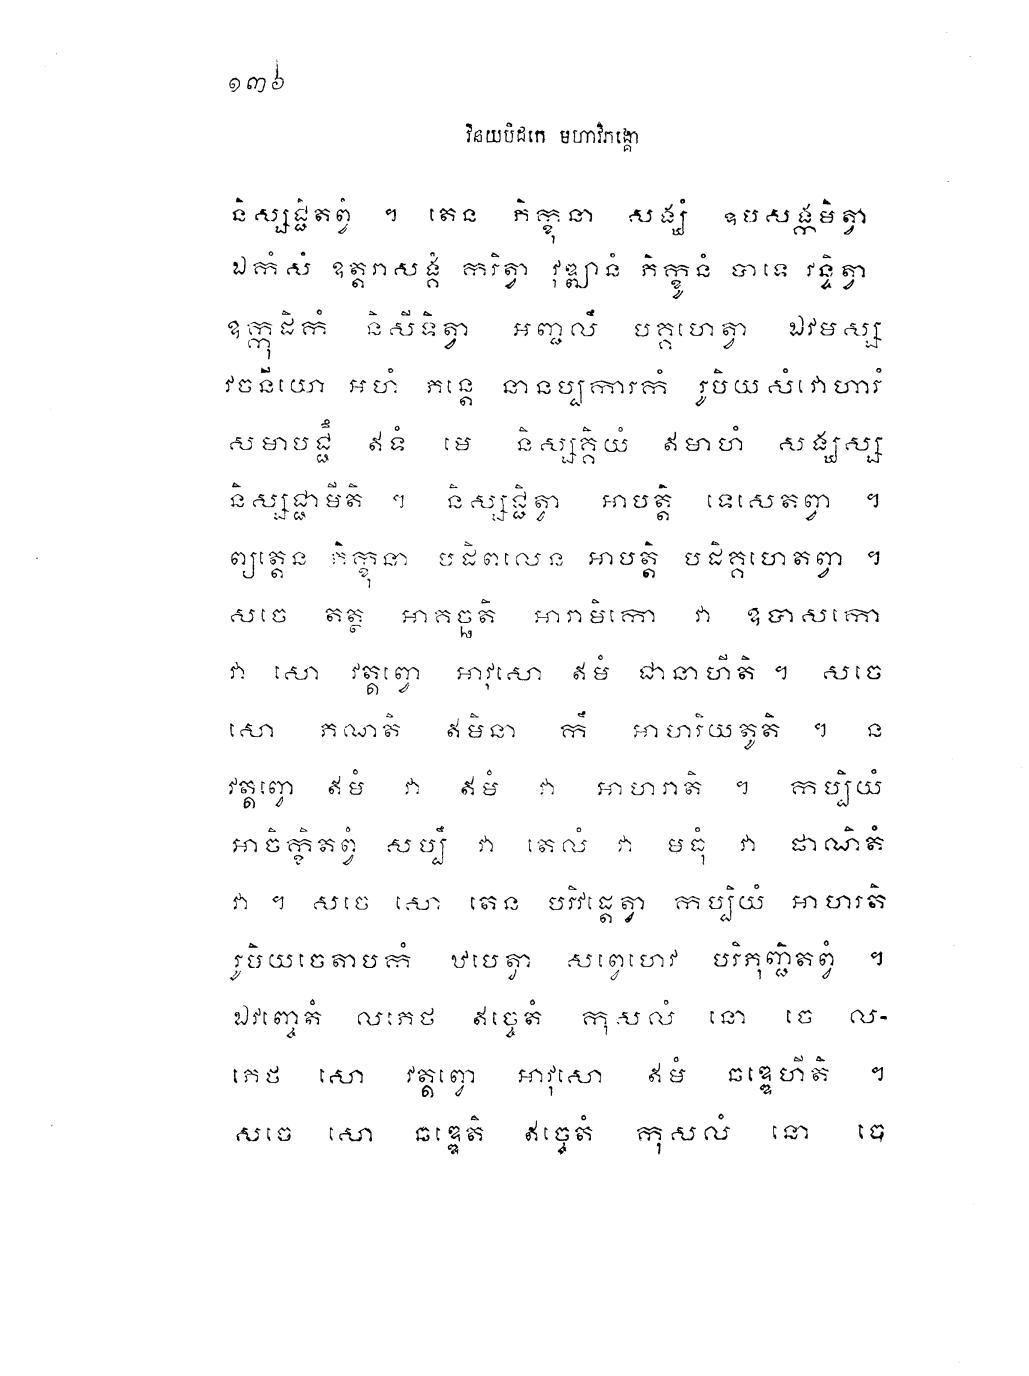 ១៣៦
វិនយបិដកេ មហាវិភង្គោ
និស្សជ្ជិតព្វំ ។ តេន ភិក្ខុនា សង្ឃំ ឧបសង្កមិត្វា
ឯកំសំ ឧត្តរាសង្គំ ករិត្វា វុឌ្ឍានំ ភិក្ខូនំ បាទេ វន្ទិត្វា
ឧក្កុដិកំ និសីទិត្វា អញ្ជលឹ បគ្គហេត្វា ឯវមស្ស
វចនីយោ អហំ ភន្តេ នានប្បការកំ រូបិយសំវោហារំ
សមាបជ្ជឹ ឥទំ មេ និស្សគ្គិយំ ឥមាហំ សង្ឃស្ស
និស្សជ្ជាមីតិ ។ និស្សជ្ជិត្វា អាបត្តិ ទេសេតព្វា ។
ព្យត្តេន ភិក្ខុនា បដិពលេន អាបត្តិ បដិគ្គហេតព្វា ។
សចេ តត្ថ អាគច្ឆតិ អារាមិកោ វា ឧបាសកោ
វា សោ វត្តព្វោ អាវុសោ ឥមំ ជានាហីតិ ។ សចេ
សោ ភណតិ ឥមិនា កឹ អាហរិយតូតិ ។ ន
វត្តព្វោ ឥមំ វា ឥមំ វា អាហរាតិ ។ កប្បិយំ
អាចិក្ខិតព្វំ សប្បឹ វា តេលំ វា មធុំ វា ផាណិតំ
វា ។ សចេ សោ តេន បរិវដ្តេត្វា កប្បិយំ អាហរតិ
រូបិយចេតាបកំ ឋបេត្វា សព្វេហេវ បរិភុញ្ជិតព្វំ ។
ឯវញ្ចេតំ លភេថ ឥច្ចេតំ កុសលំ នោ ចេ ល-
ភេថ សោ វត្តព្វោ អាវុសោ ឥមំ ឆឌ្ឌេហីតិ ។
សចេ សោ ឆឌ្ឌេតិ ឥច្ចេតំ កុសលំ នោ ចេ